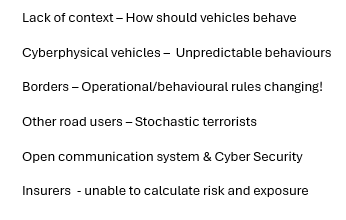 Lack of context – How should vehicles behave
Cyberphysical vehicles –  Unpredictable behaviours
Borders – Operational/behavioural rules changing!
Other road users – Stochastic terrorists
Open communication system & Cyber Security
Insurers  - unable to calculate risk and exposure